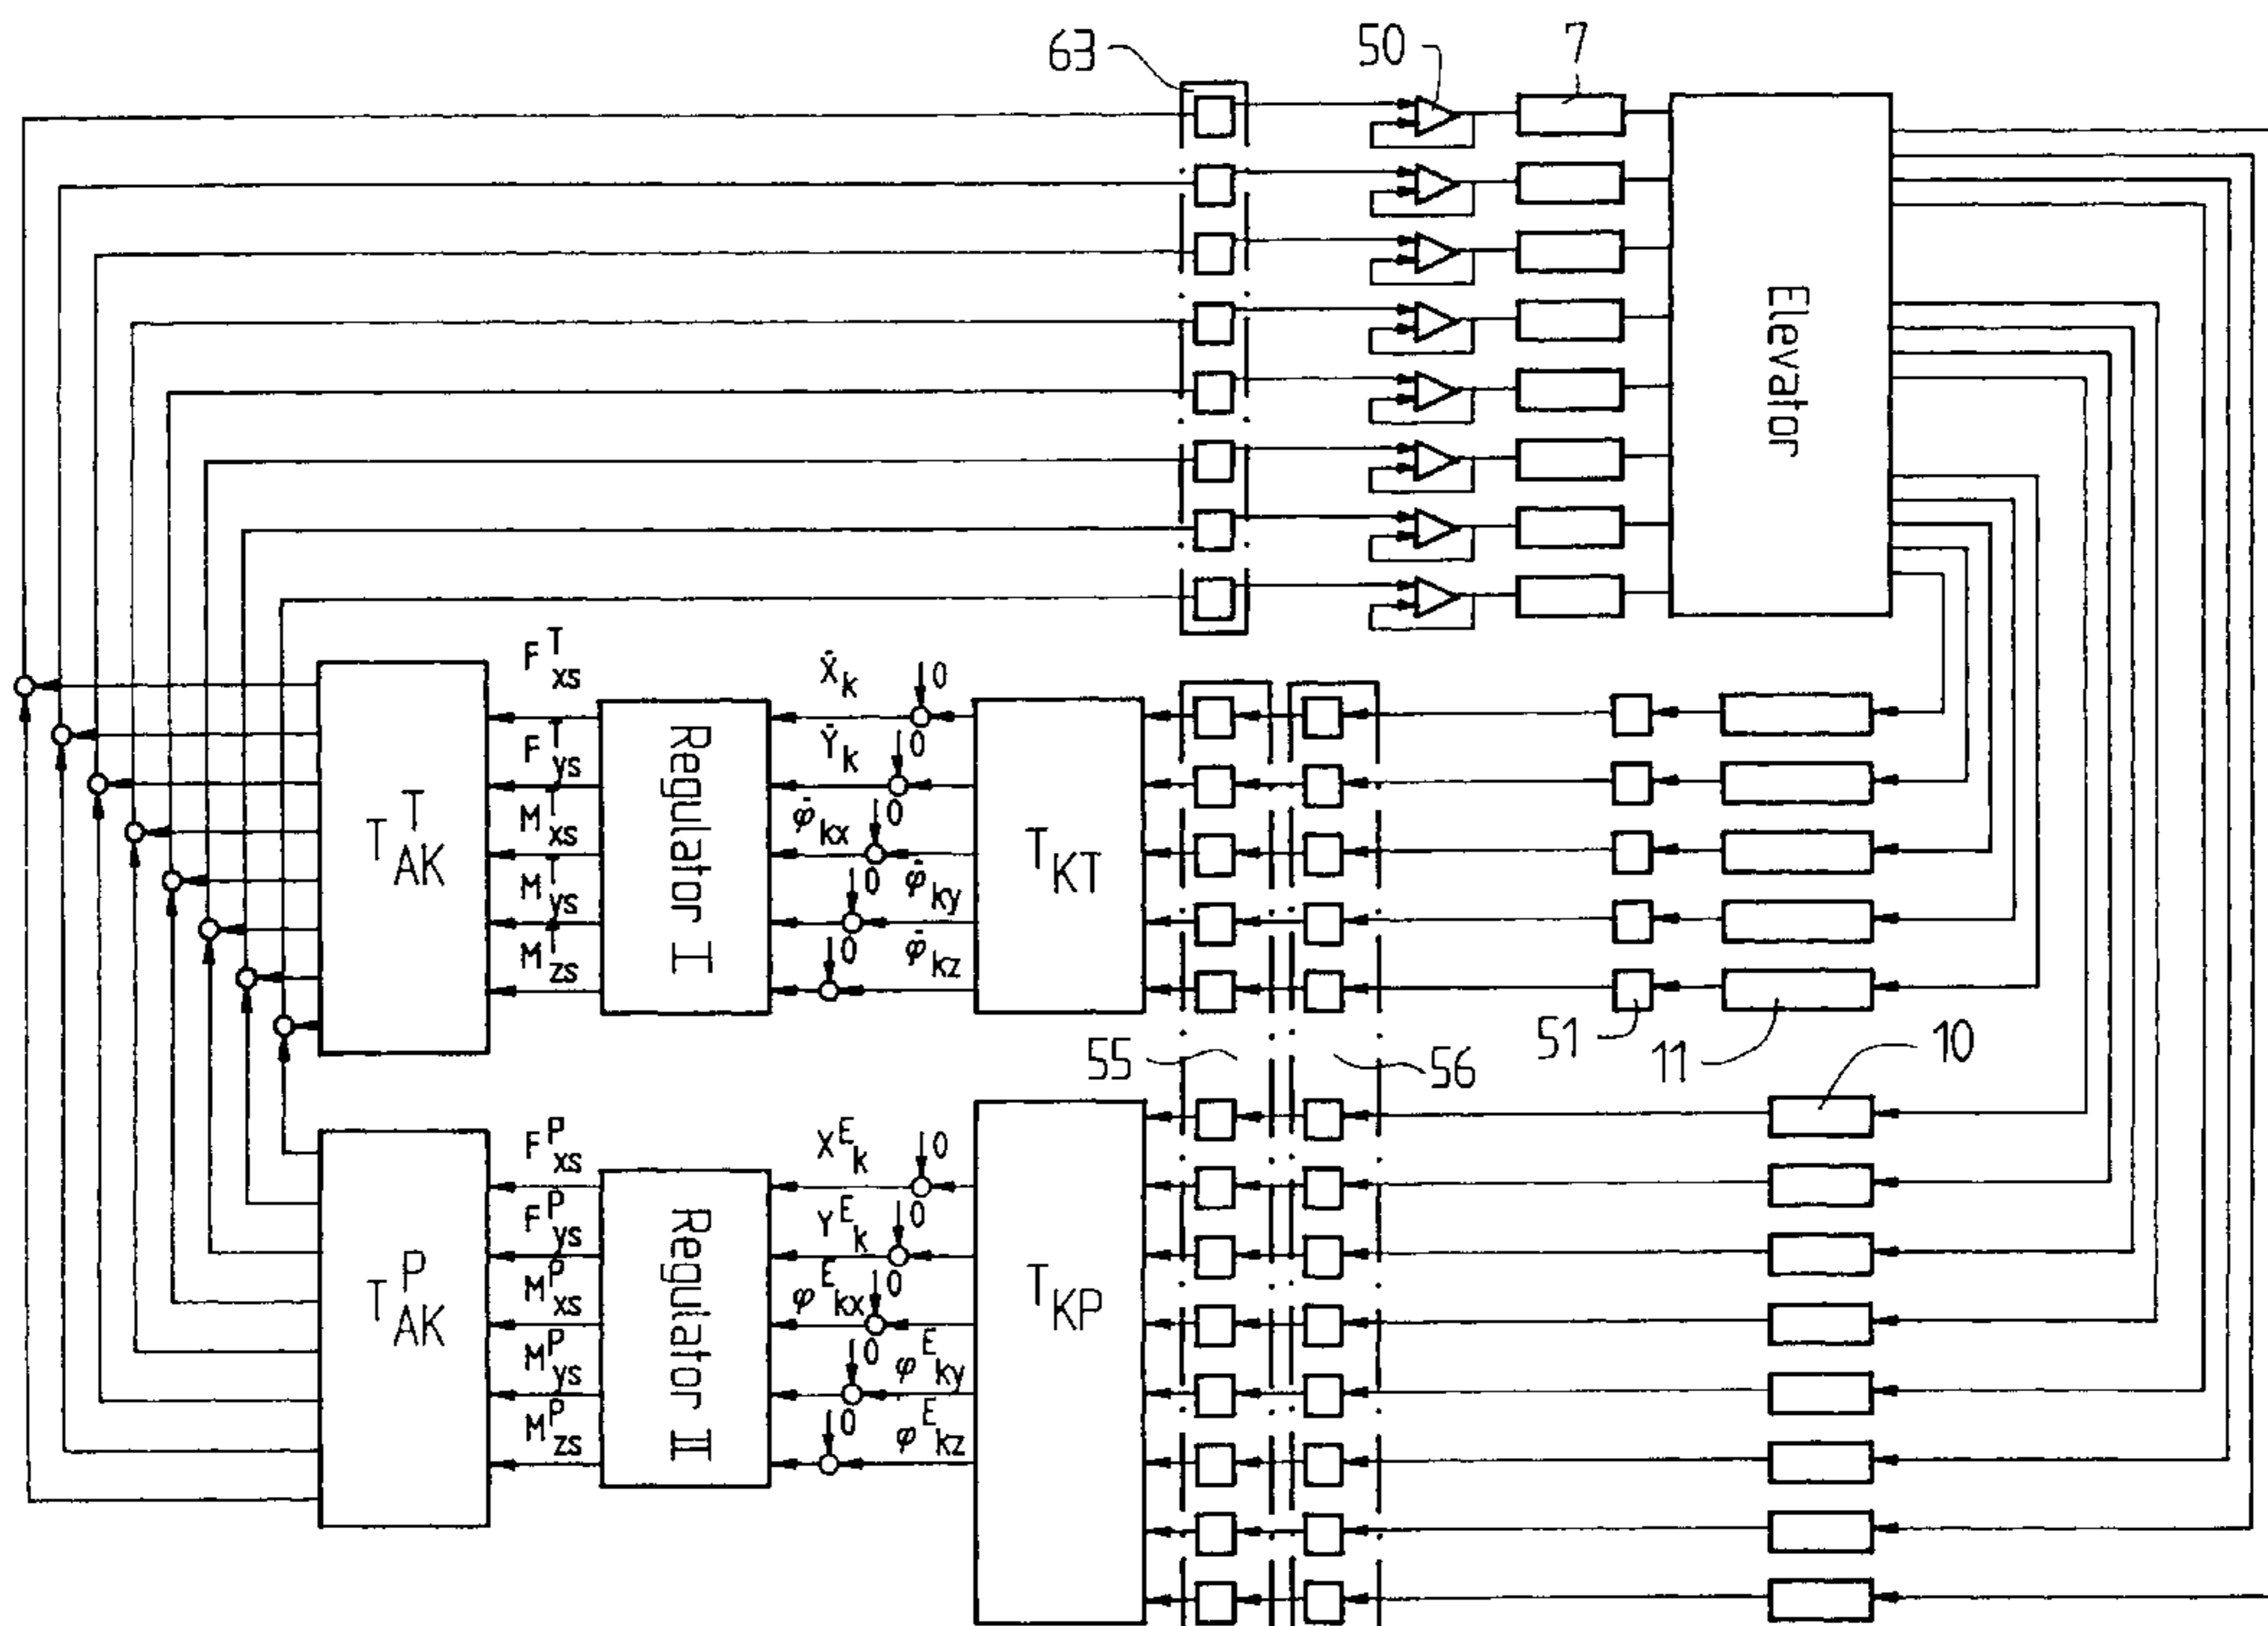 63
50
7
Elevator
F^T_xs
F^T_ys
M^T_xs
M^T_ys
M^T_zs
T^T_AK
Regulator I
Ẋ_k
0
Ẏ_k
0
φ̇_kx
0
φ̇_ky
0
φ̇_kz
0
T_KT
55
56
51
11
10
F^P_xs
F^P_ys
M^P_xs
M^P_ys
M^P_zs
T^P_AK
Regulator II
X^E_k
0
Y^E_k
0
φ^E_kx
0
φ^E_ky
0
φ^E_kz
0
T_KP